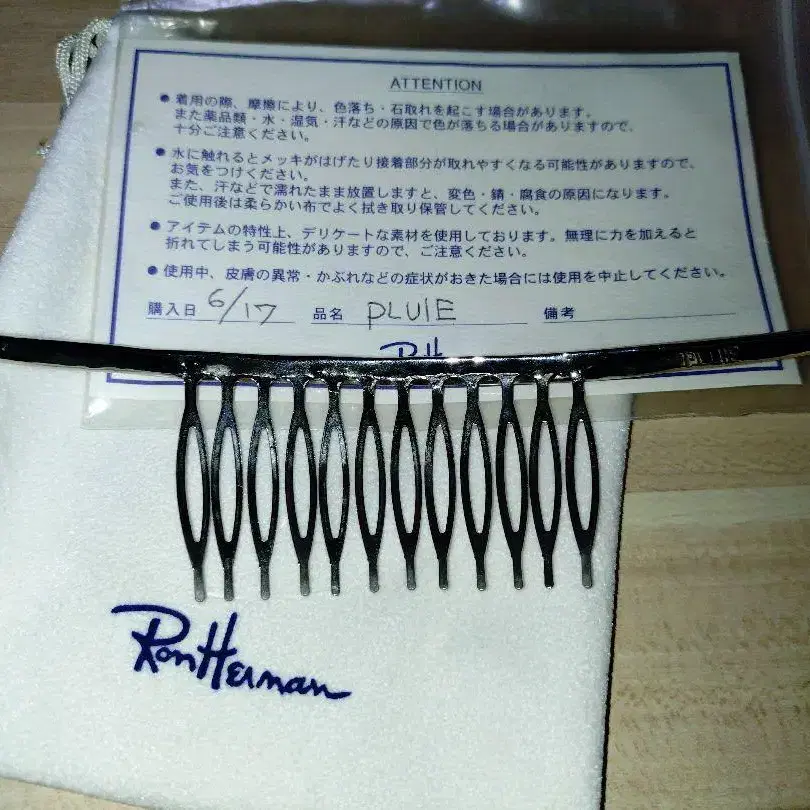 ATTENTION
● 着用の際、摩擦により、色落ち・石取れを起こす場合があります。
また薬品類・水・湿気・汗などの原因で色が落ちる場合がありますので、
十分ご注意ください。
● 水に触れるとメッキがはげたり接着部分が取れやすくなる可能性がありますので、
お気をつけください。
また、汗などで濡れたまま放置しますと、変色・錆・腐食の原因になります。
ご使用後は柔らかい布でよく拭き取り保管してください。
● アイテムの特性上、デリケートな素材を使用しております。無理に力を加えると
折れてしまう可能性がありますので、ご注意ください。
● 使用中、皮膚の異常・かぶれなどの症状がおきた場合には使用を中止してください。
購入日 6/17 品名 PLUIE 備考
Ron Herman